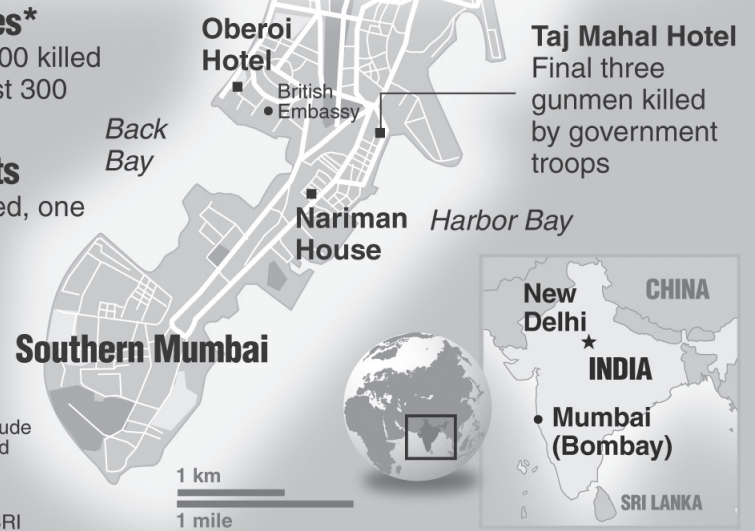 es*
00 killed
st 300
ts
ed, one
Oberoi
Hotel
British
Embassy
Back
Bay
Taj Mahal Hotel
Final three
gunmen killed
by government
troops
Nariman
House
Harbor Bay
Southern Mumbai
ude
d
SRI
1 km
1 mile
New
Delhi
CHINA
INDIA
Mumbai
(Bombay)
SRI LANKA